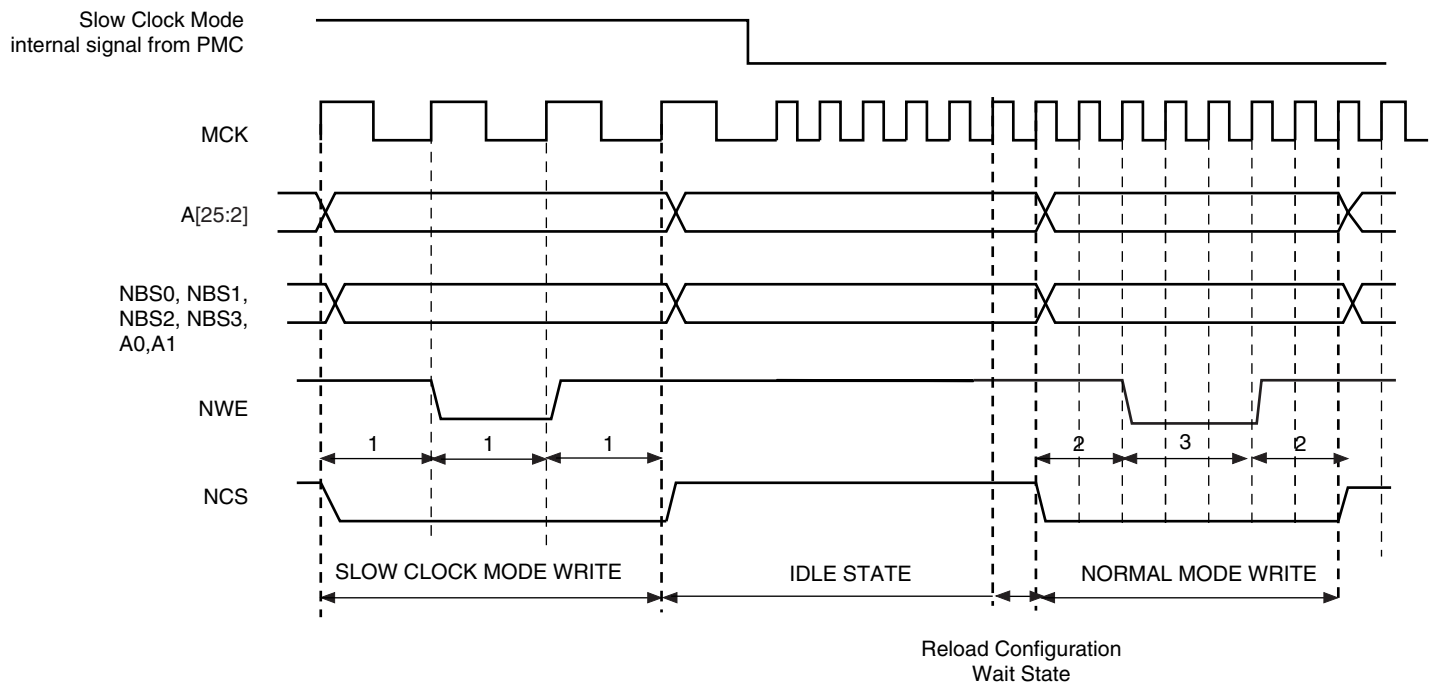 Slow Clock Mode
internal signal from PMC
MCK
A[25:2]
NBS0, NBS1,
NBS2, NBS3,
A0,A1
NWE
1 1 1 2 3 2
NCS
SLOW CLOCK MODE WRITE IDLE STATE NORMAL MODE WRITE
Reload Configuration
Wait State